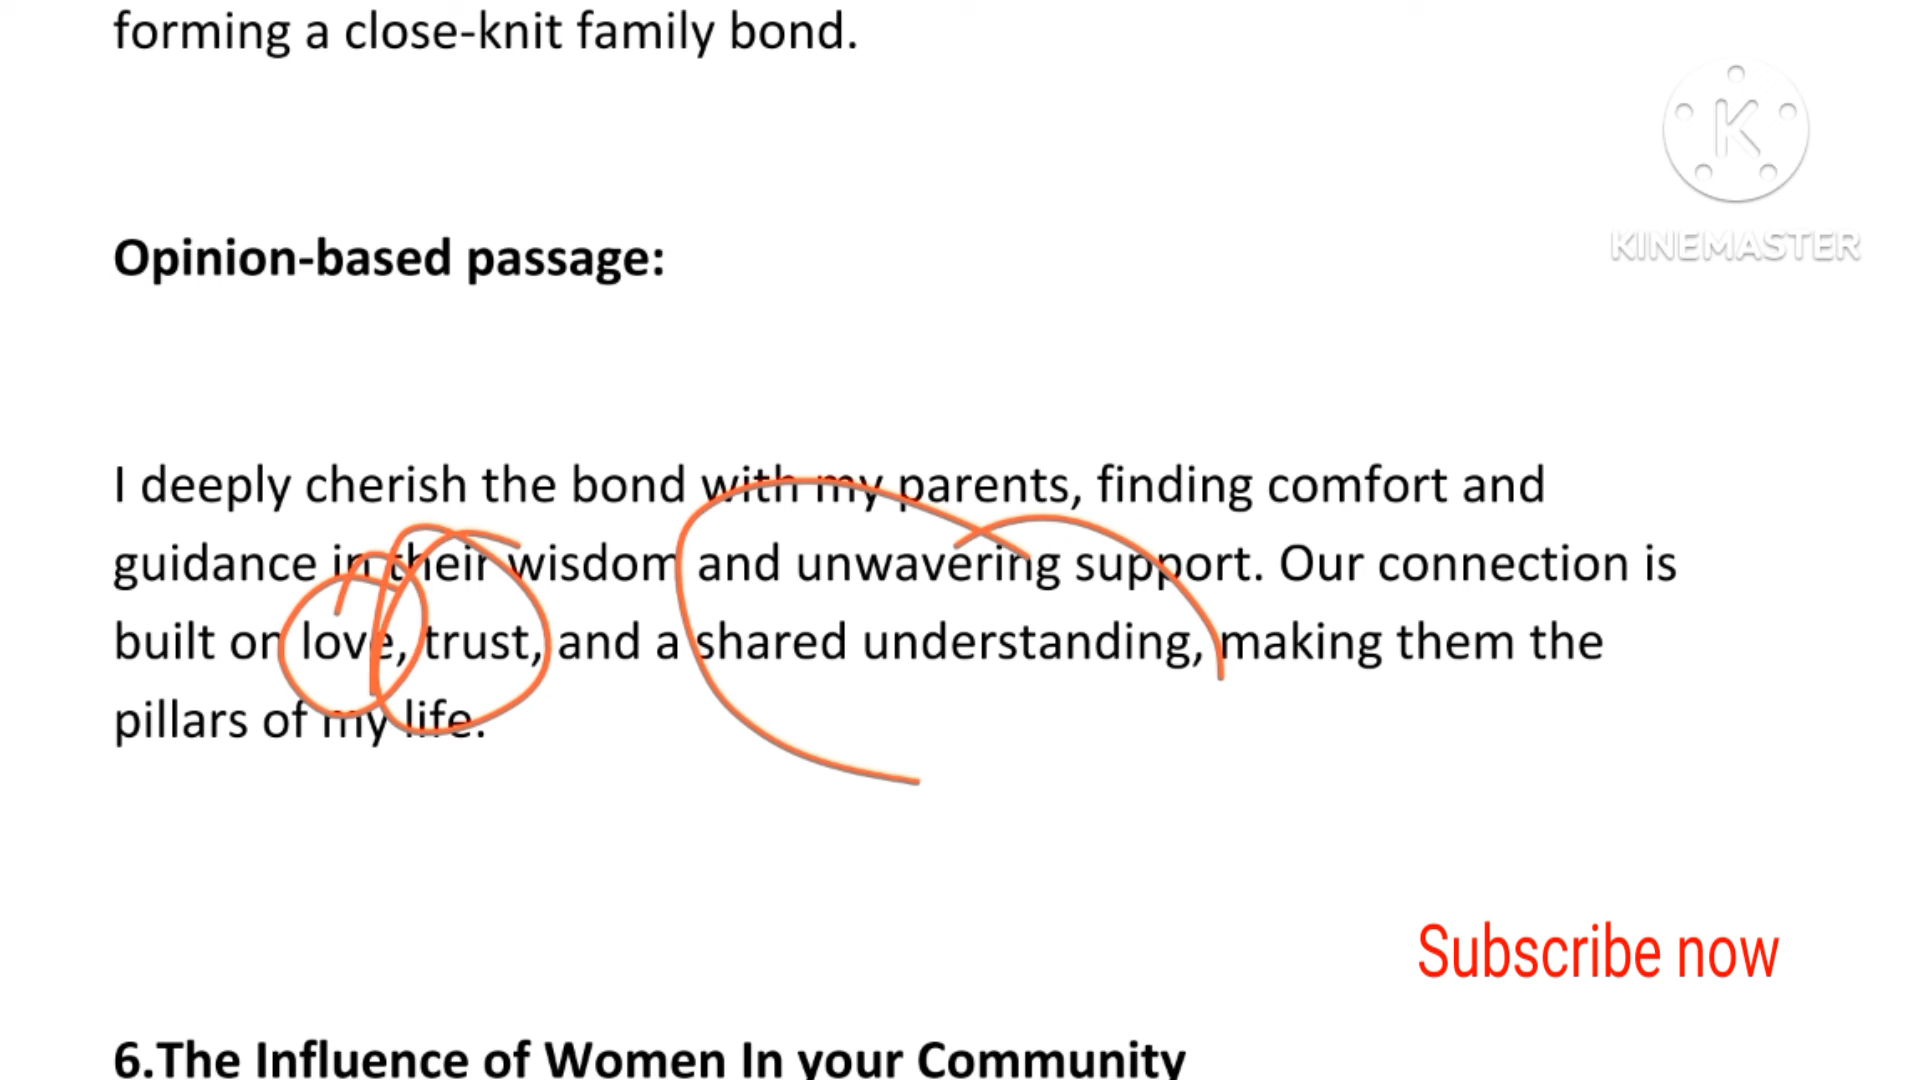 forming a close-knit family bond.
KINEMASTER
Opinion-based passage:
I deeply cherish the bond with my parents, finding comfort and
guidance in their wisdom and unwavering support. Our connection is
built on love, trust, and a shared understanding, making them the
pillars of my life.
Subscribe now
6.The Influence of Women In your Community